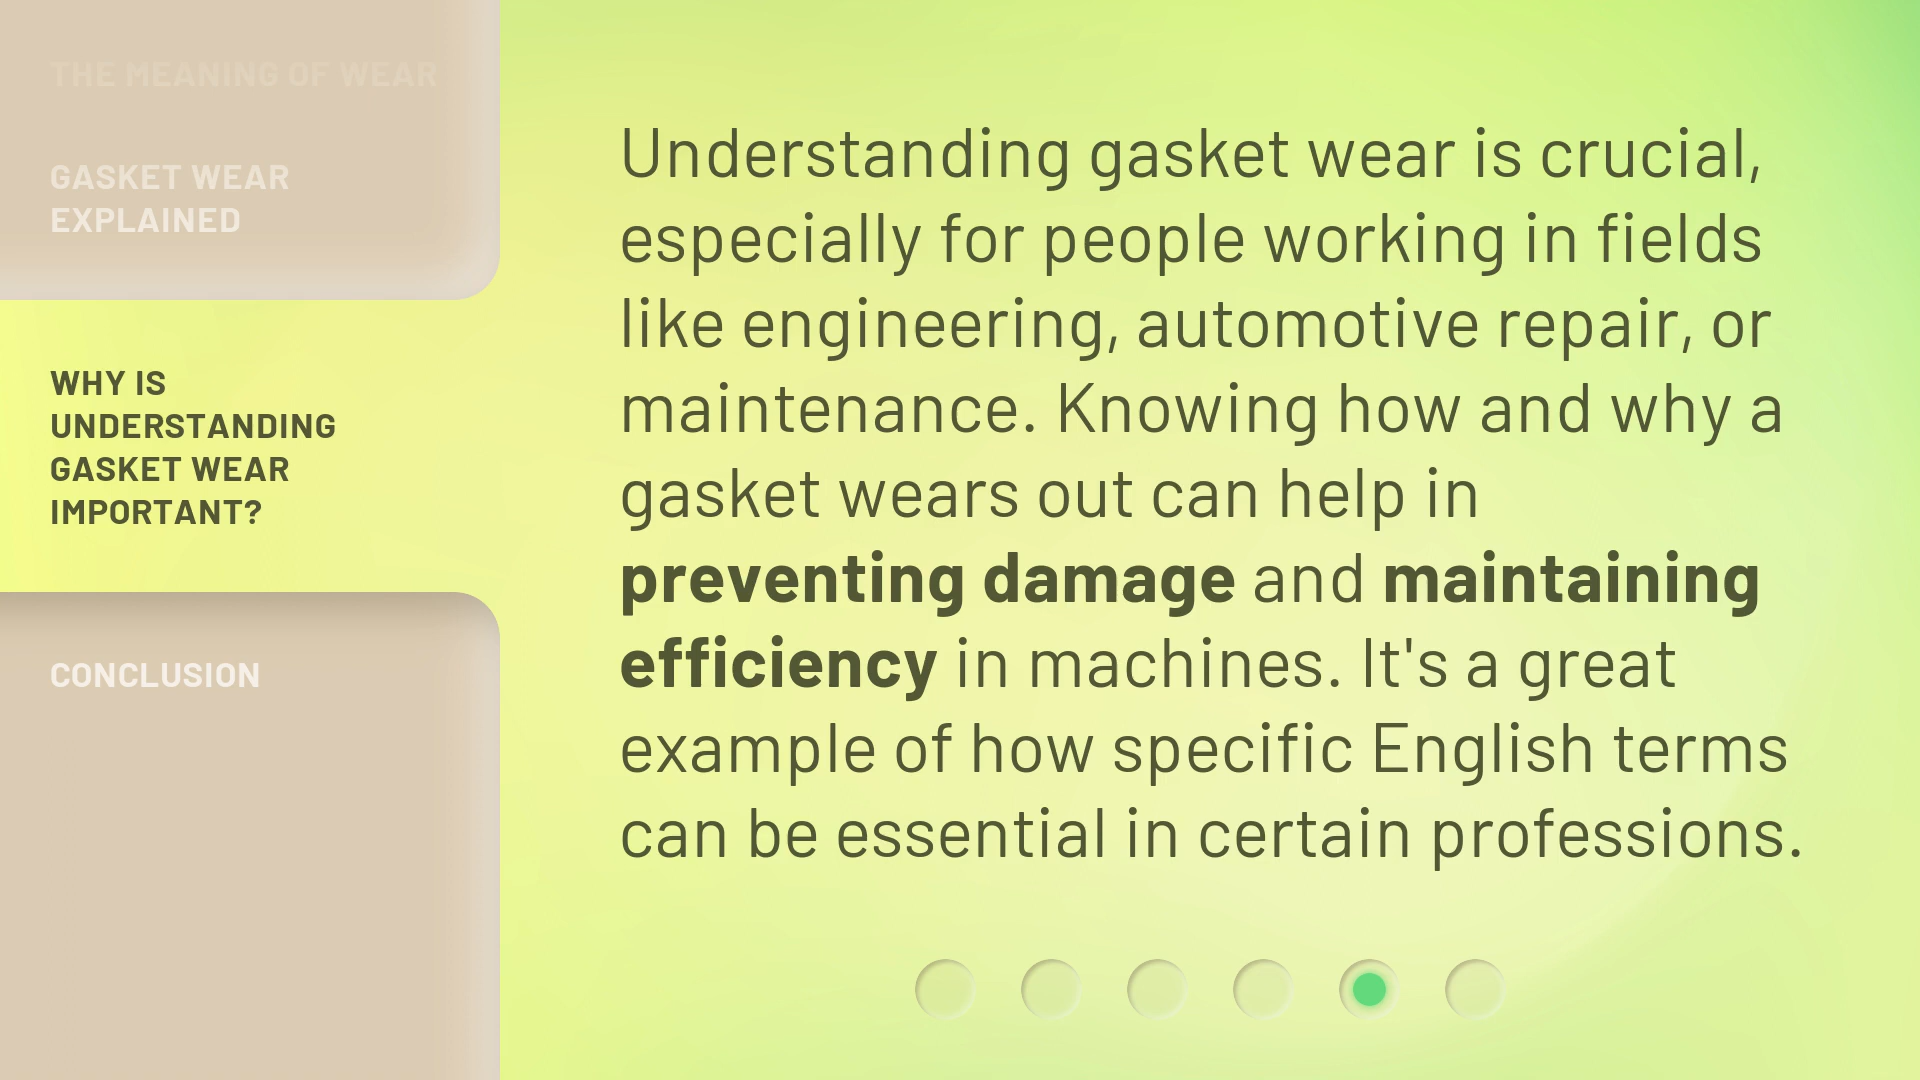 THE MEANING OF WEAR
GASKET WEAR
EXPLAINED
WHY IS
UNDERSTANDING
GASKET WEAR
IMPORTANT?
CONCLUSION
Understanding gasket wear is crucial,
especially for people working in fields
like engineering, automotive repair, or
maintenance. Knowing how and why a
gasket wears out can help in
preventing damage and maintaining
efficiency in machines. It's a great
example of how specific English terms
can be essential in certain professions.